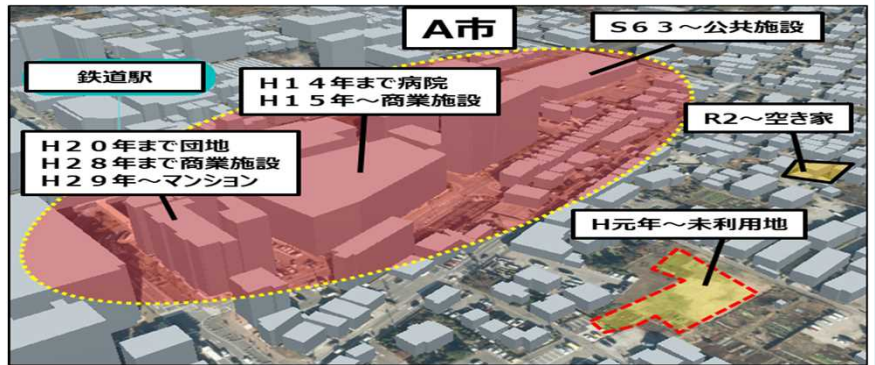 A市
S63～公共施設
鉄道駅
H14年まで病院
H15年～商業施設
R2～空き家
H20年まで団地
H28年まで商業施設
H29年～マンション
H元年～未利用地